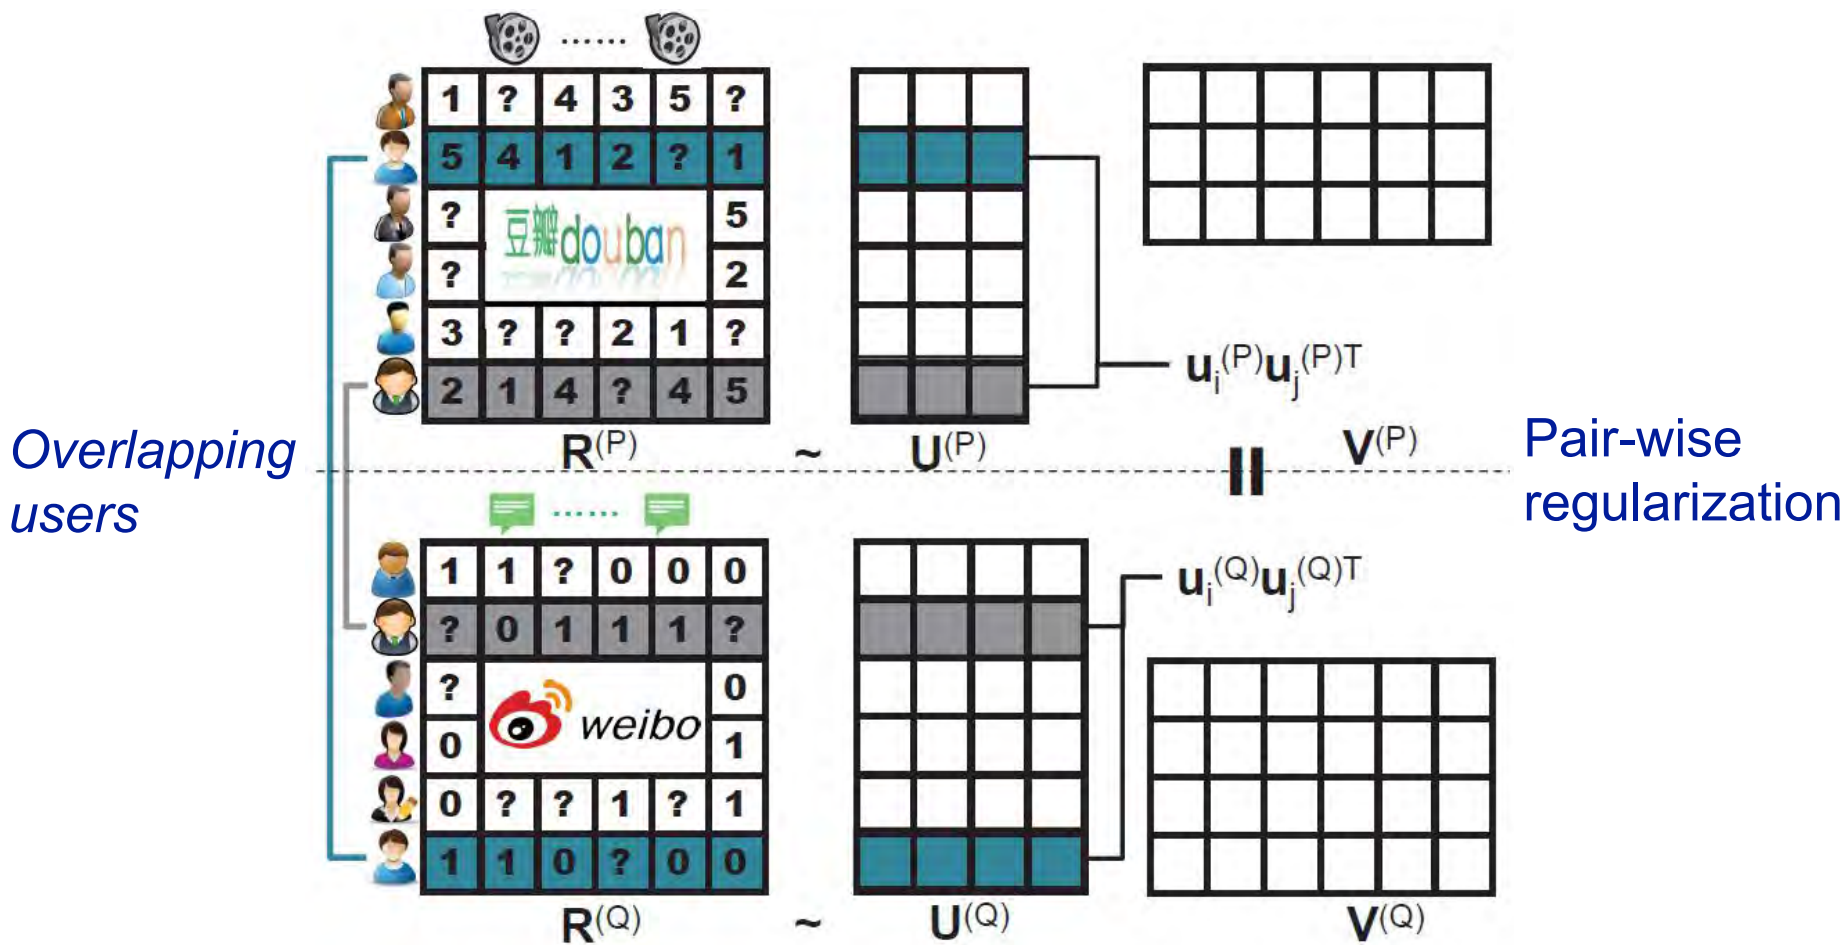 ......
1 ? 4 3 5 ?
5 4 1 2 ? 1
? 5
豆瓣douban
? 2
3 ? ? 2 1 ?
2 1 4 ? 4 5
u_i^(P) u_j^(P)T
R^(P) ~ U^(P) V^(P)
Overlapping
users
=
Pair-wise
regularization
......
1 1 ? 0 0 0
u_i^(Q) u_j^(Q)T
? 0 1 1 1 ?
? 0
weibo
0 1
0 ? ? 1 ? 1
1 1 0 ? 0 0
R^(Q) ~ U^(Q) V^(Q)